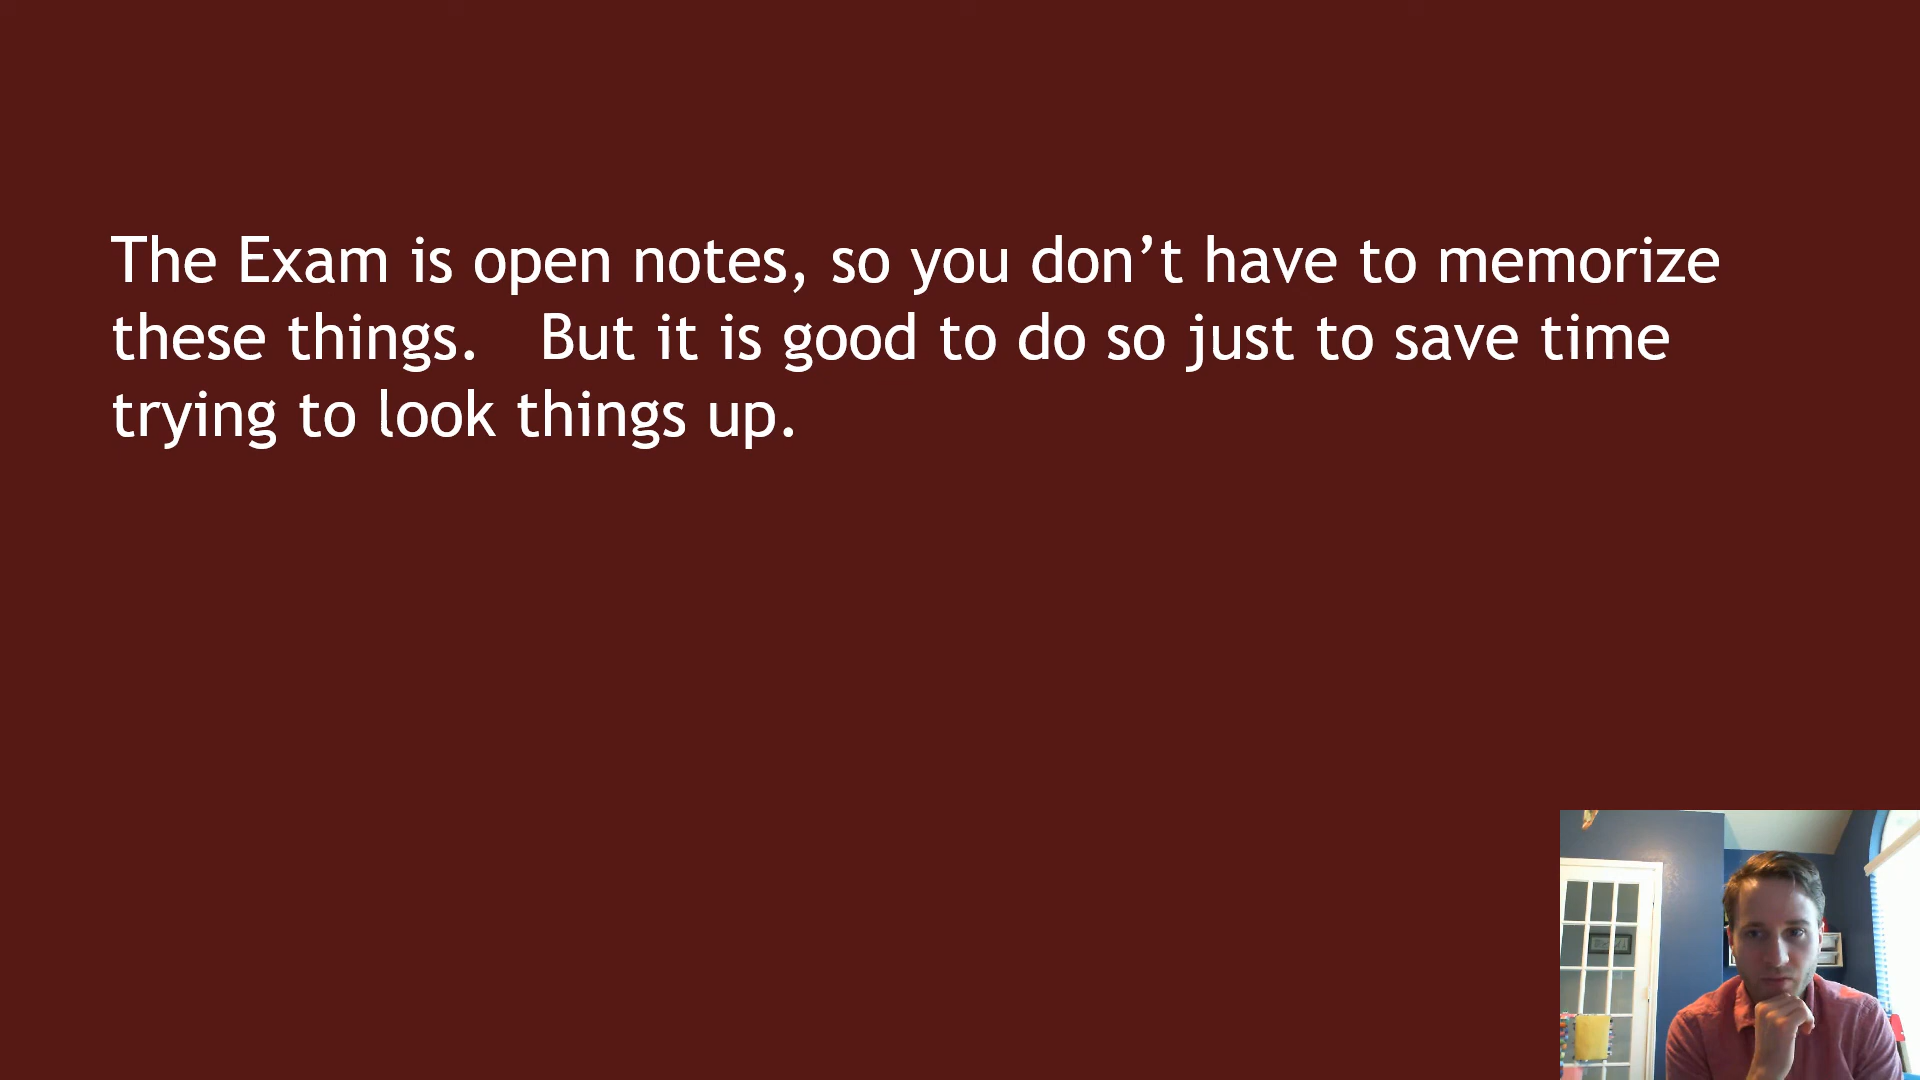 The Exam is open notes, so you don’t have to memorize
these things.   But it is good to do so just to save time
trying to look things up.